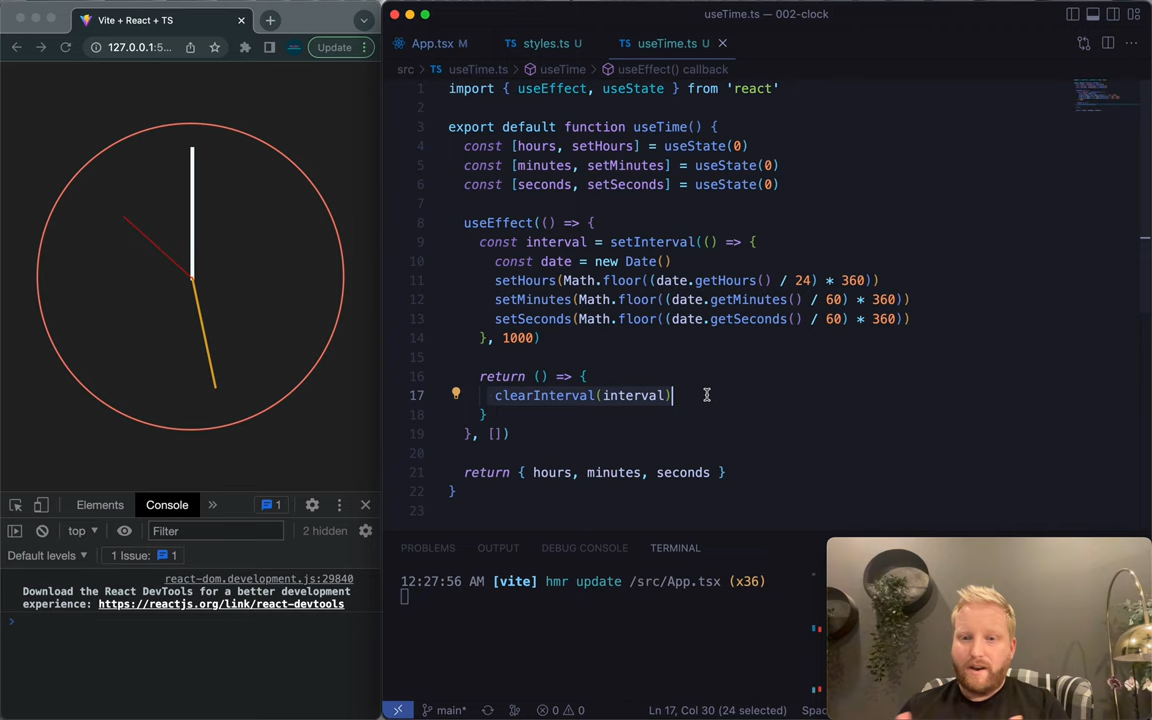 Vite + React + TS
127.0.0.1:5...
Update
Elements
Console
1
top
Filter
2 hidden
Default levels
1 Issue:
1
react-dom.development.js:29840
Download the React DevTools for a better development
experience: https://reactjs.org/link/react-devtools
useTime.ts — 002-clock
App.tsx M
TS styles.ts U
TS useTime.ts U
src > TS useTime.ts > useTime > useEffect() callback
1 import { useEffect, useState } from 'react'
2
3 export default function useTime() {
4 const [hours, setHours] = useState(0)
5 const [minutes, setMinutes] = useState(0)
6 const [seconds, setSeconds] = useState(0)
7
8 useEffect(() => {
9 const interval = setInterval(() => {
10 const date = new Date()
11 setHours(Math.floor((date.getHours() / 24) * 360))
12 setMinutes(Math.floor((date.getMinutes() / 60) * 360))
13 setSeconds(Math.floor((date.getSeconds() / 60) * 360))
14 }, 1000)
15
16 return () => {
17 clearInterval(interval)
18 }
19 }, [])
20
21 return { hours, minutes, seconds }
22 }
23
PROBLEMS
OUTPUT
DEBUG CONSOLE
TERMINAL
12:27:56 AM [vite] hmr update /src/App.tsx (x36)
main*
0
0
Ln 17, Col 30 (24 selected)
Spac